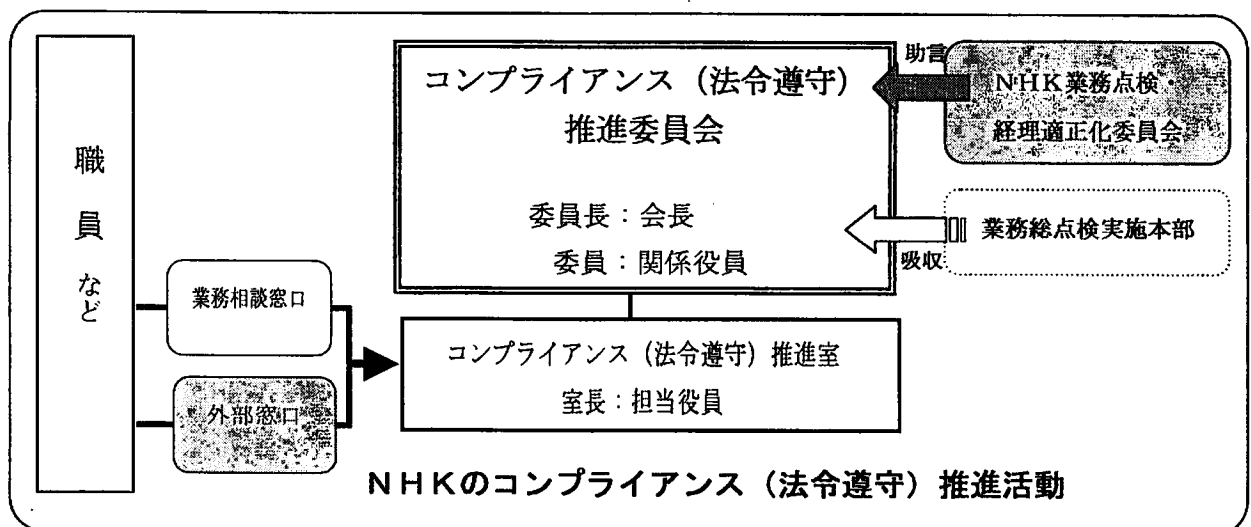 職員など
業務相談窓口
外部窓口
コンプライアンス（法令遵守）
推進委員会
委員長：会長
委員：関係役員
助言
NHK業務点検・
経理適正化委員会
業務総点検実施本部
吸収
コンプライアンス（法令遵守）推進室
室長：担当役員
NHKのコンプライアンス（法令遵守）推進活動